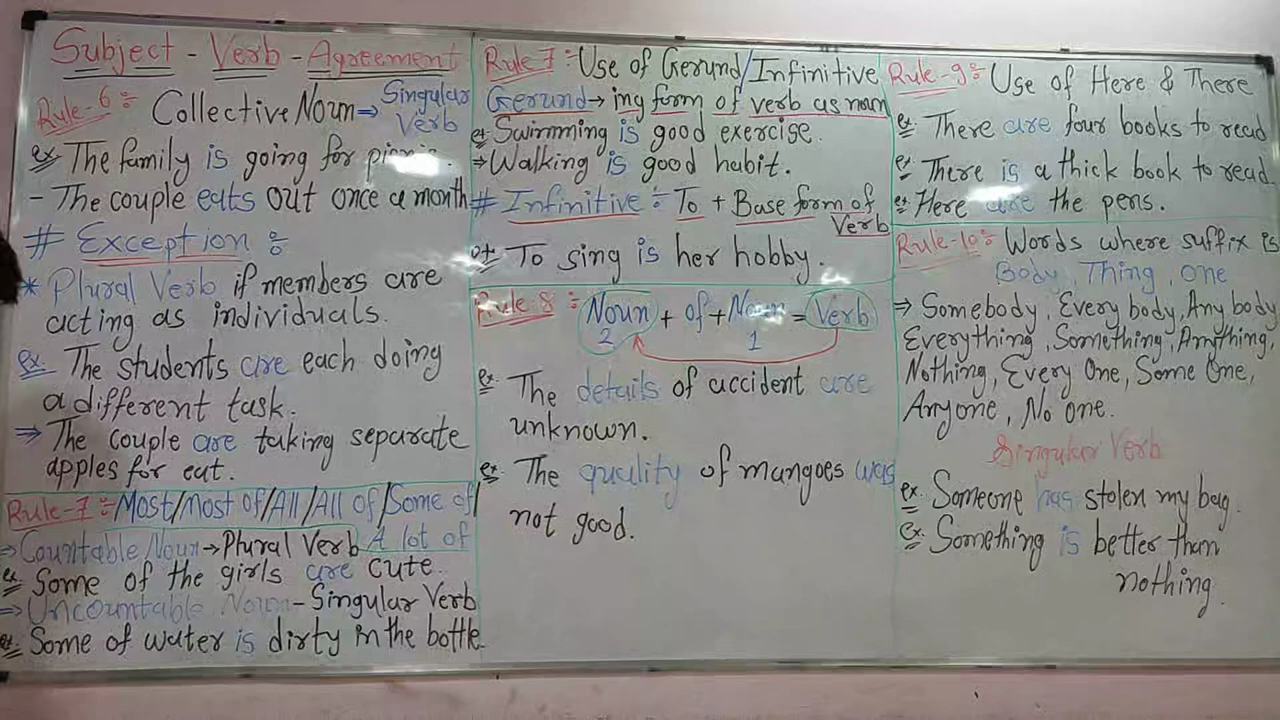 Subject - Verb - Agreement
Rule-6 :- Collective Noun → Singular Verb
ex The family is going for picnic.
- The couple eats out once a month
# Exception :-
* Plural Verb if members are
acting as individuals.
ex. The students are each doing
a different task.
⇒ The couple are taking separate
apples for eat.
Rule-7 :- Most/most of/All/All of/Some of/
A lot of
⇒ Countable Noun → Plural Verb
ex Some of the girls are cute.
⇒ Uncountable Noun - Singular Verb
ex. Some of water is dirty in the bottle.
Rule 7 :- Use of Gerund/Infinitive
Gerund → ing form of verb as noun
ex Swimming is good exercise.
⇒ Walking is good habit.
# Infinitive :- To + Base form of
Verb
To sing is her hobby.
Rule-8 :- Noun + of + Noun = Verb
2 1
ex The details of accident are
unknown.
ex The quality of mangoes was
not good.
Rule-9 :- Use of Here & There
ex There are four books to read
ex There is a thick book to read.
ex Here are the pens.
Rule-10 :- Words where suffix is
Body, Thing, One
→ Somebody, Every body, Any body
Everything, Something, Anything,
Nothing, Every One, Some One,
Anyone, No one.
Singular Verb
ex. Someone has stolen my bag.
ex. Something is better than
nothing.